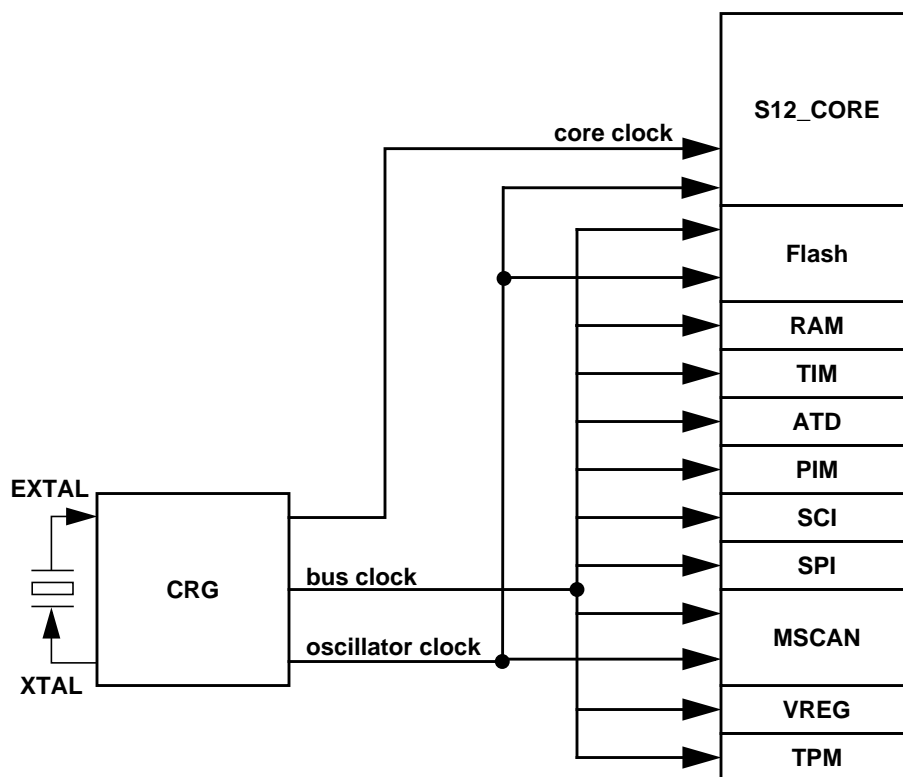 S12_CORE
core clock
Flash
RAM
TIM
ATD
PIM
EXTAL
SCI
SPI
bus clock
CRG
MSCAN
oscillator clock
XTAL
VREG
TPM